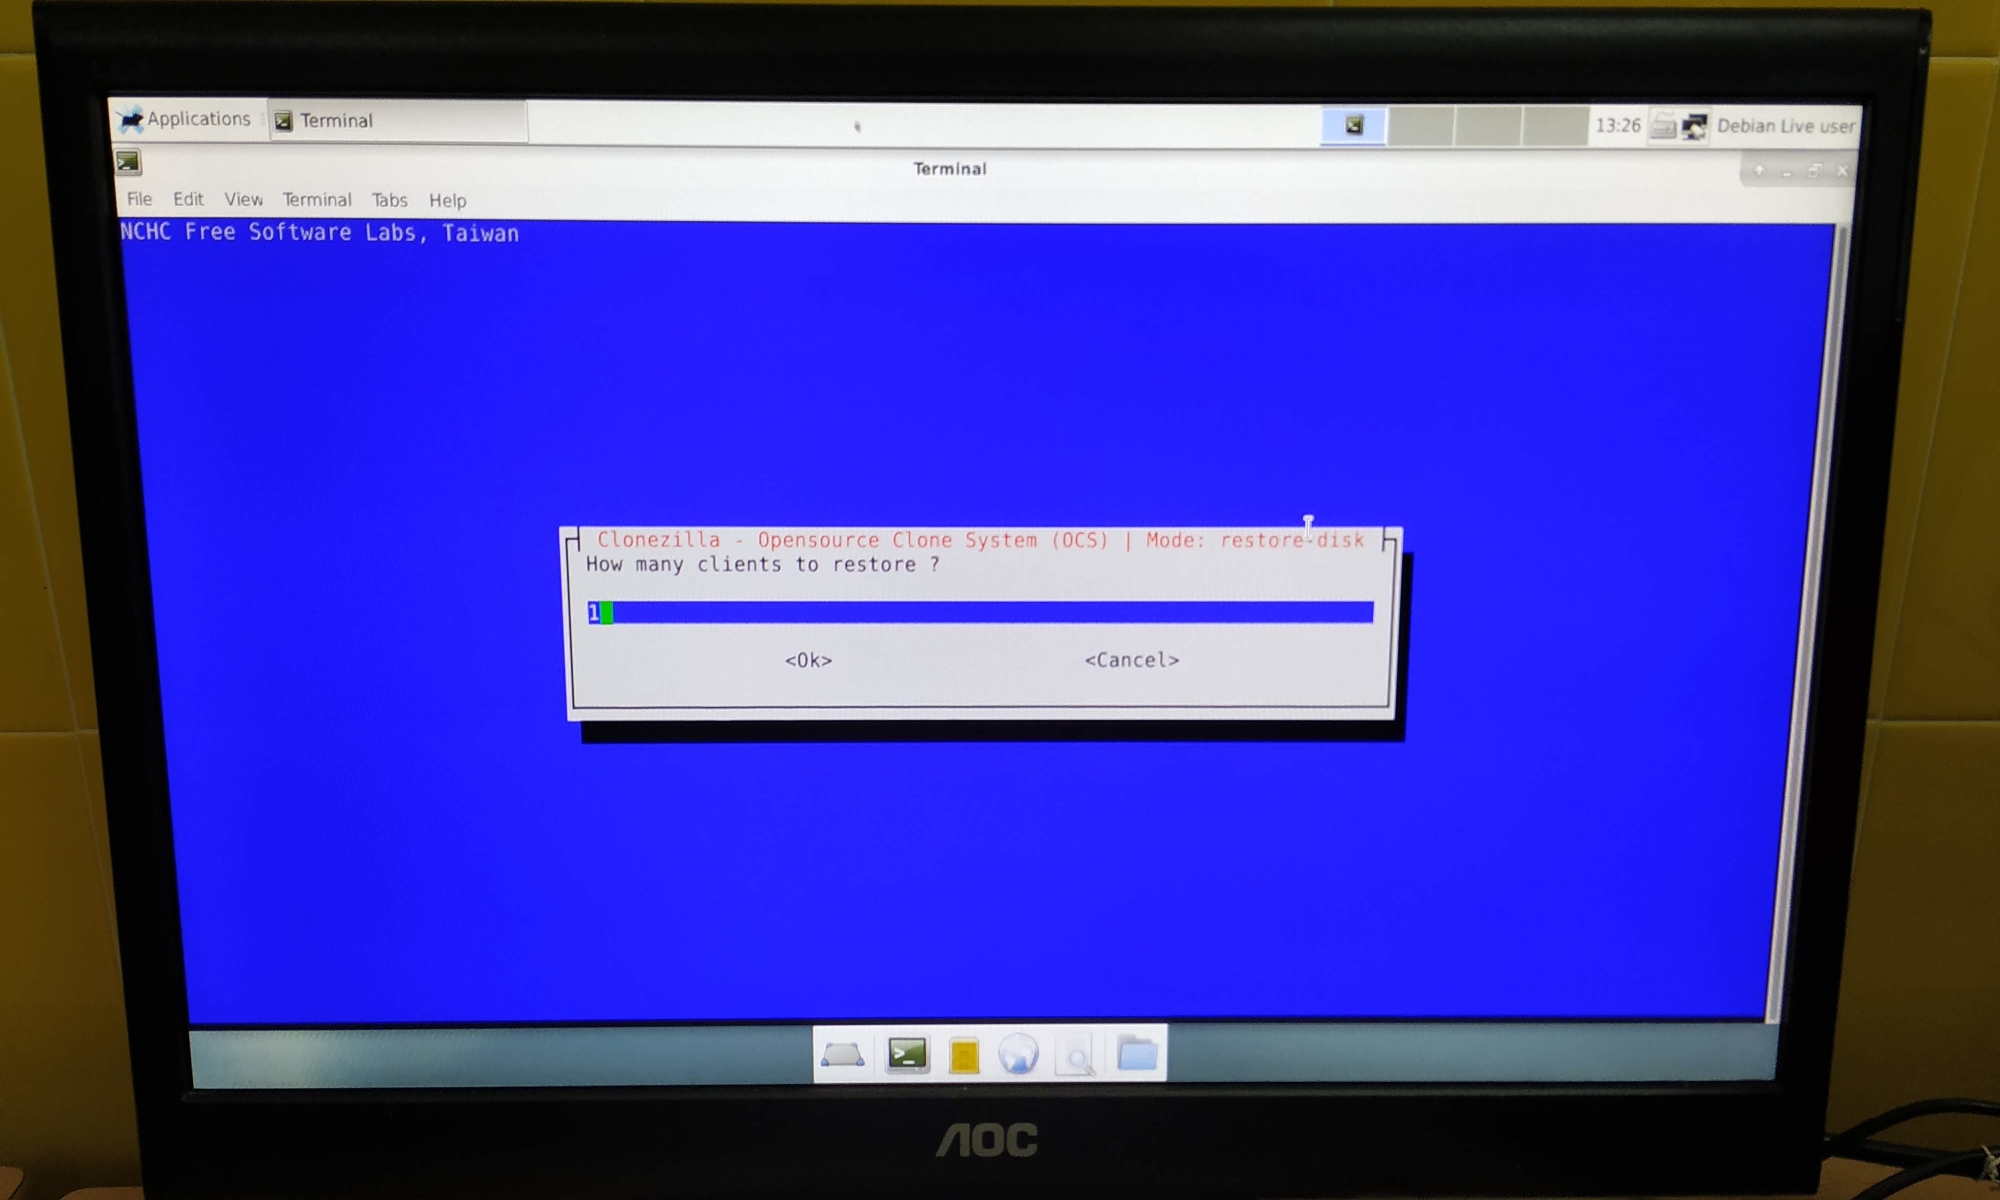 Applications
Terminal
13:26
Debian Live user
Terminal
File Edit View Terminal Tabs Help
NCHC Free Software Labs, Taiwan
Clonezilla - Opensource Clone System (OCS) | Mode: restore-disk
How many clients to restore ?
1
<Ok> <Cancel>
AOC